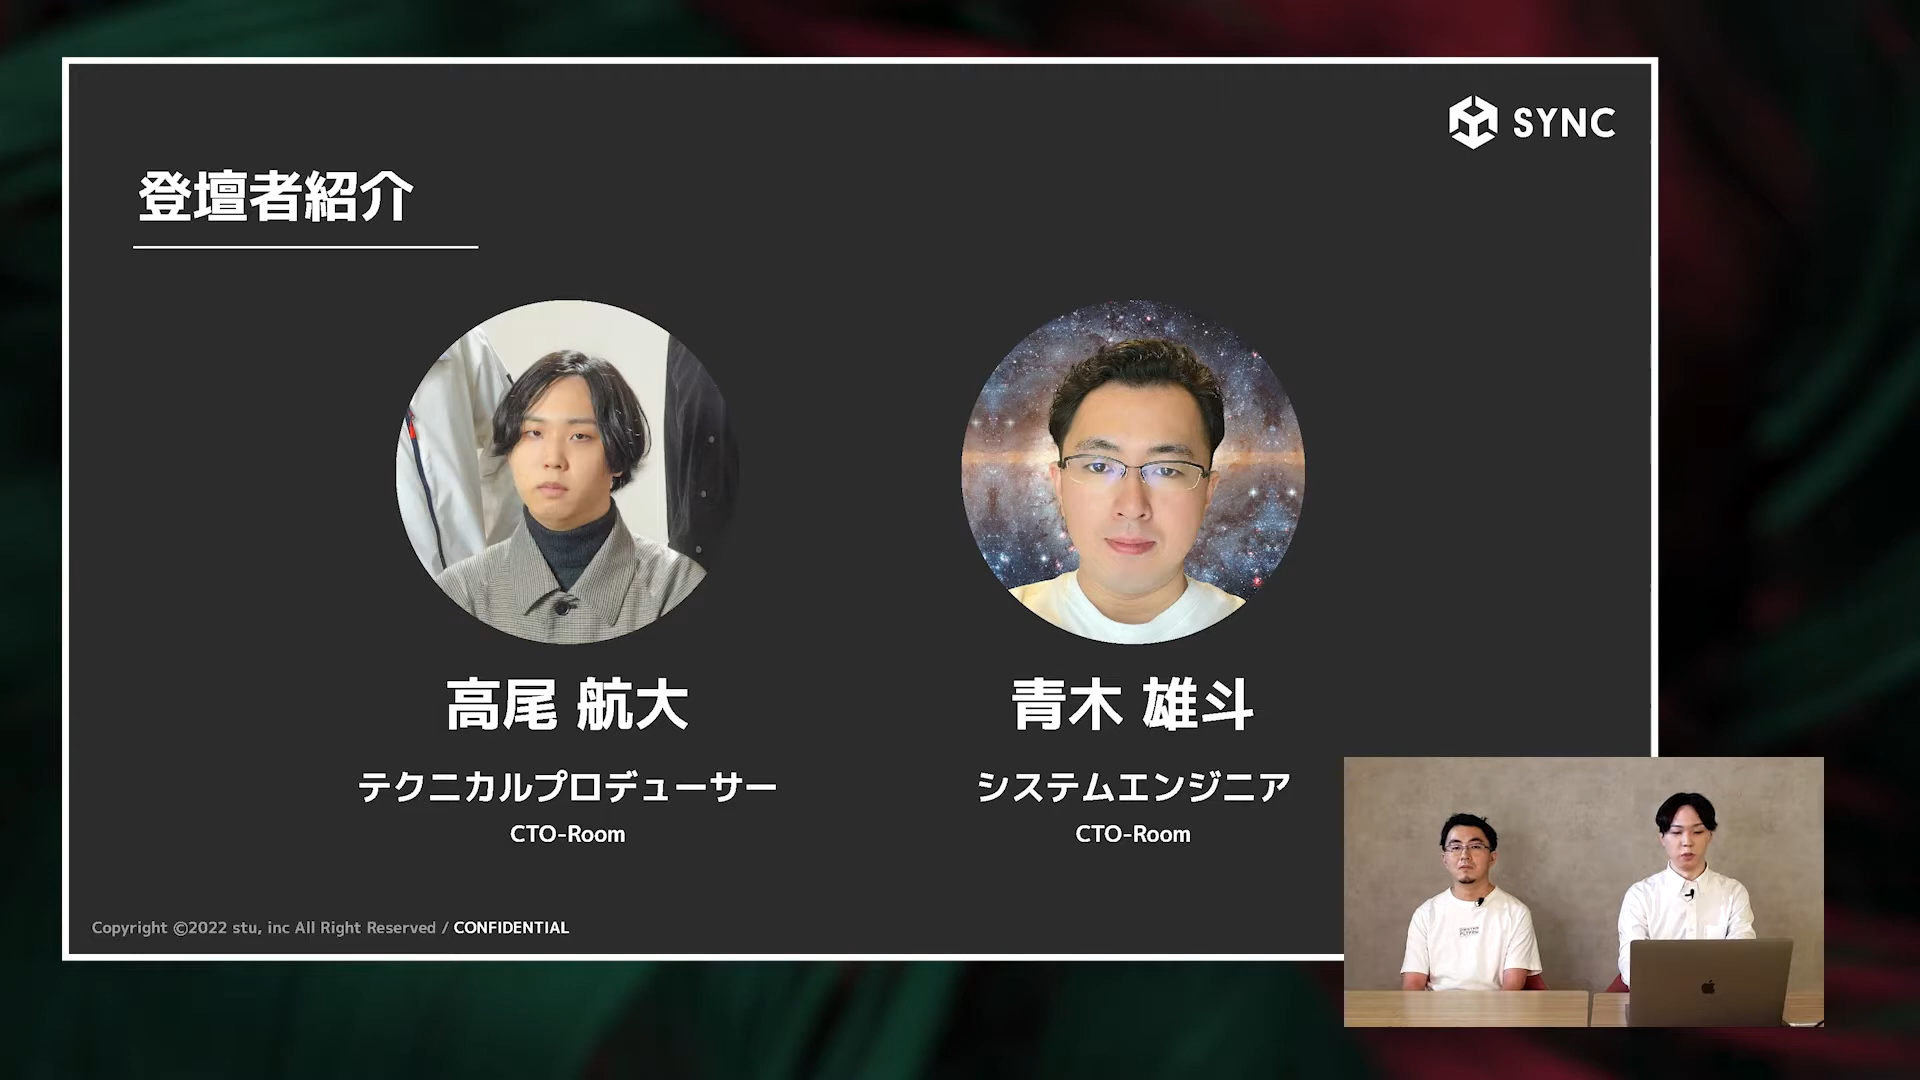 SYNC
登壇者紹介
高尾 航大
テクニカルプロデューサー
CTO-Room
青木 雄斗
システムエンジニア
CTO-Room
Copyright ©2022 stu, inc All Right Reserved / CONFIDENTIAL